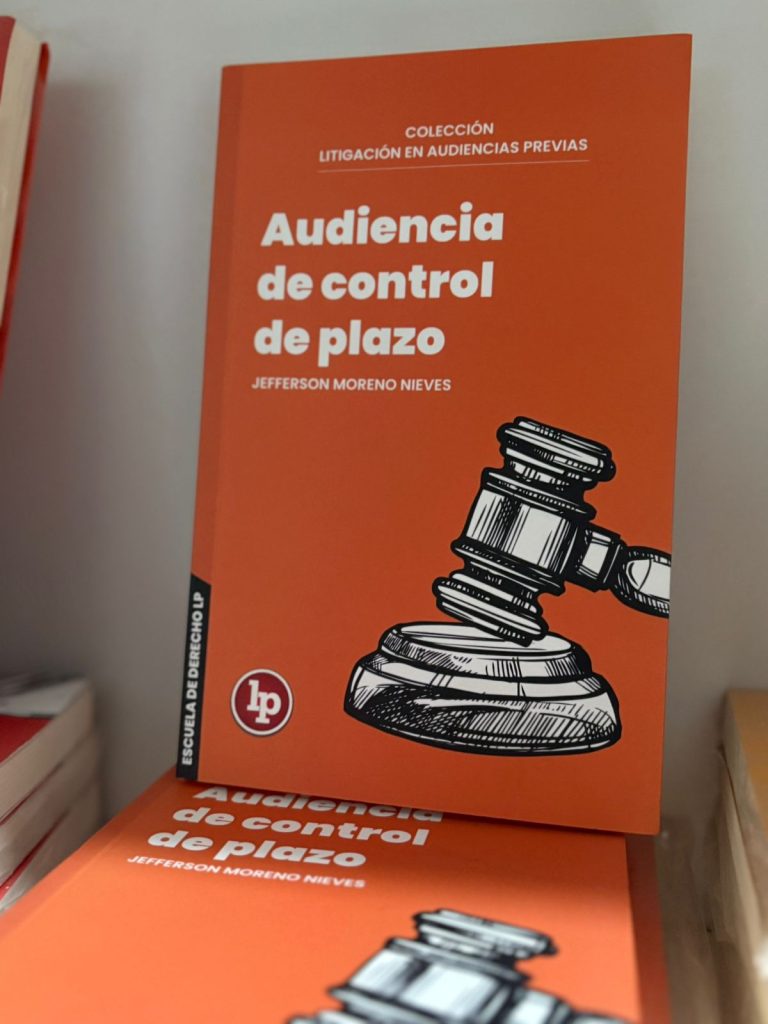 COLECCIÓN
LITIGACIÓN EN AUDIENCIAS PREVIAS
Audiencia
de control
de plazo
JEFFERSON MORENO NIEVES
ESCUELA DE DERECHO LP
lp
Audiencia
de control
de plazo
JEFFERSON MORENO NIEVES